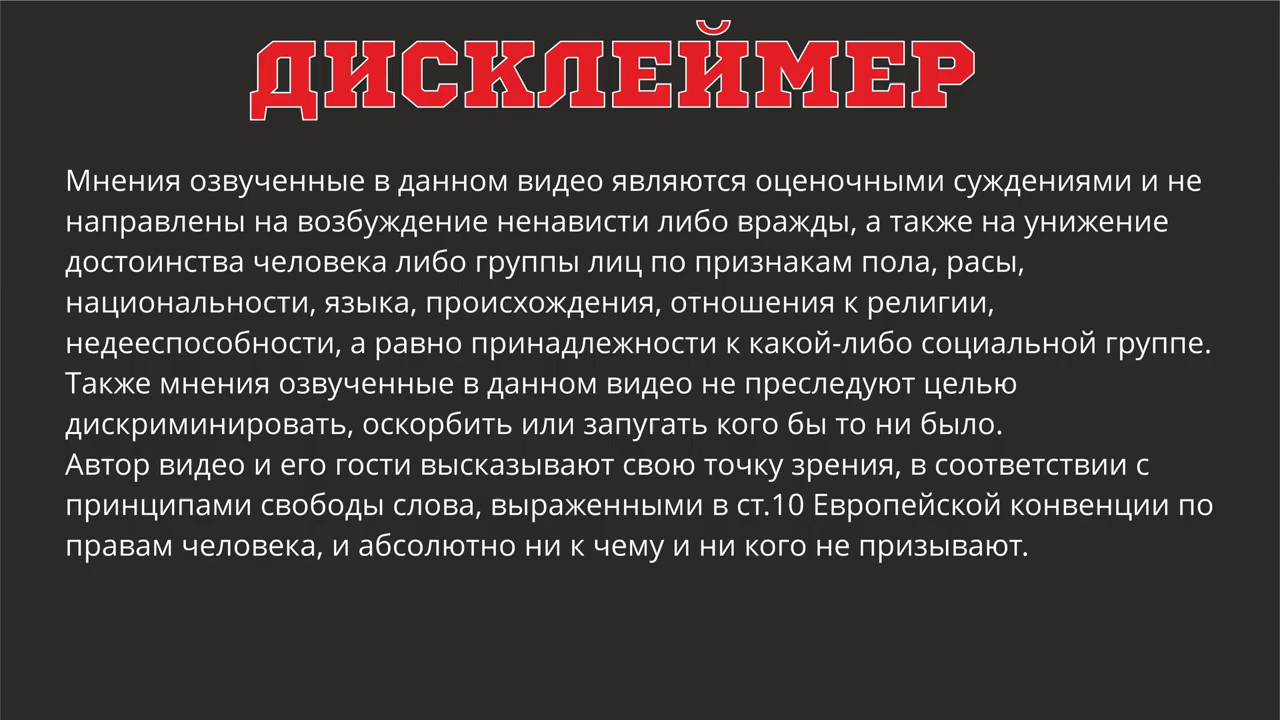 ДИСКЛЕЙМЕР
Мнения озвученные в данном видео являются оценочными суждениями и не
направлены на возбуждение ненависти либо вражды, а также на унижение
достоинства человека либо группы лиц по признакам пола, расы,
национальности, языка, происхождения, отношения к религии,
недееспособности, а равно принадлежности к какой-либо социальной группе.
Также мнения озвученные в данном видео не преследуют целью
дискриминировать, оскорбить или запугать кого бы то ни было.
Автор видео и его гости высказывают свою точку зрения, в соответствии с
принципами свободы слова, выраженными в ст.10 Европейской конвенции по
правам человека, и абсолютно ни к чему и ни кого не призывают.